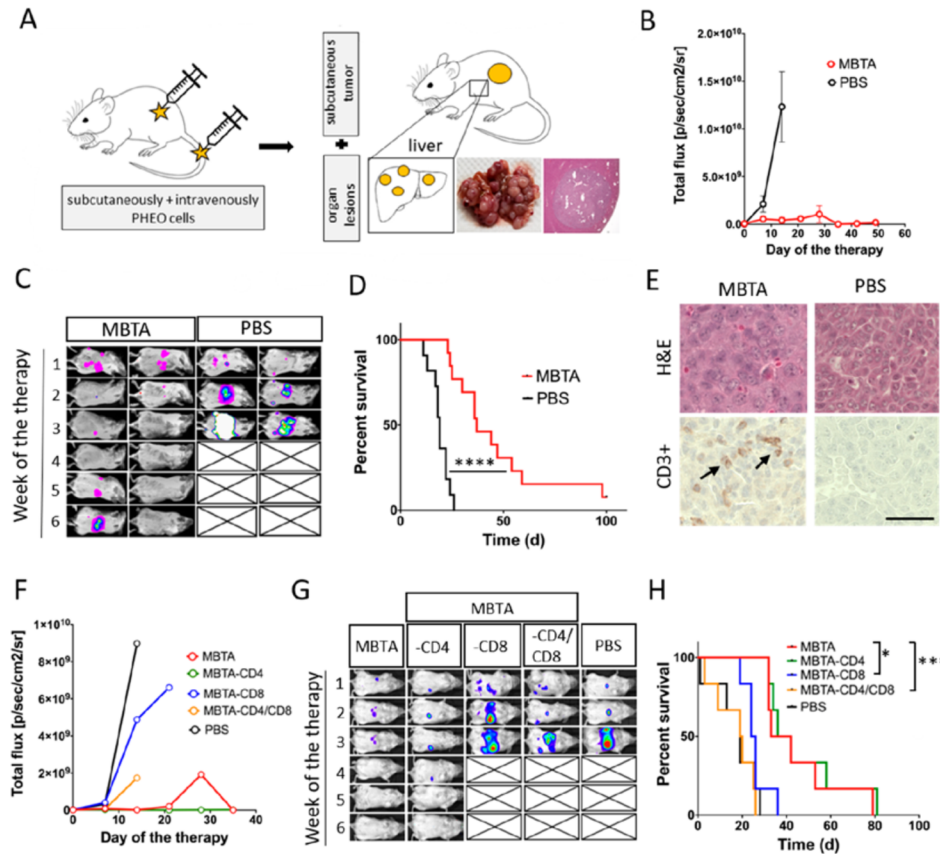 A
subcutaneously + intravenously
PHEO cells
subcutaneous
tumor
+
organ
lesions
liver
B
Total flux [p/sec/cm2/sr]
2.0×10¹⁰
1.5×10¹⁰
1.0×10¹⁰
5.0×10⁹
0
0 10 20 30 40 50 60
Day of the therapy
MBTA
PBS
C
MBTA PBS
Week of the therapy
1
2
3
4
5
6
D
Percent survival
100
50
0
0 50 100
Time (d)
MBTA
PBS
****
E
MBTA PBS
H&E
CD3+
F
Total flux [p/sec/cm2/sr]
1×10¹⁰
8×10⁹
6×10⁹
4×10⁹
2×10⁹
0
0 10 20 30 40
Day of the therapy
MBTA
MBTA-CD4
MBTA-CD8
MBTA-CD4/CD8
PBS
G
MBTA
MBTA -CD4 -CD8 -CD4/CD8 PBS
Week of the therapy
1
2
3
4
5
6
H
Percent survival
100
50
0
0 20 40 60 80 100
Time (d)
MBTA
MBTA-CD4
MBTA-CD8
MBTA-CD4/CD8
PBS
*